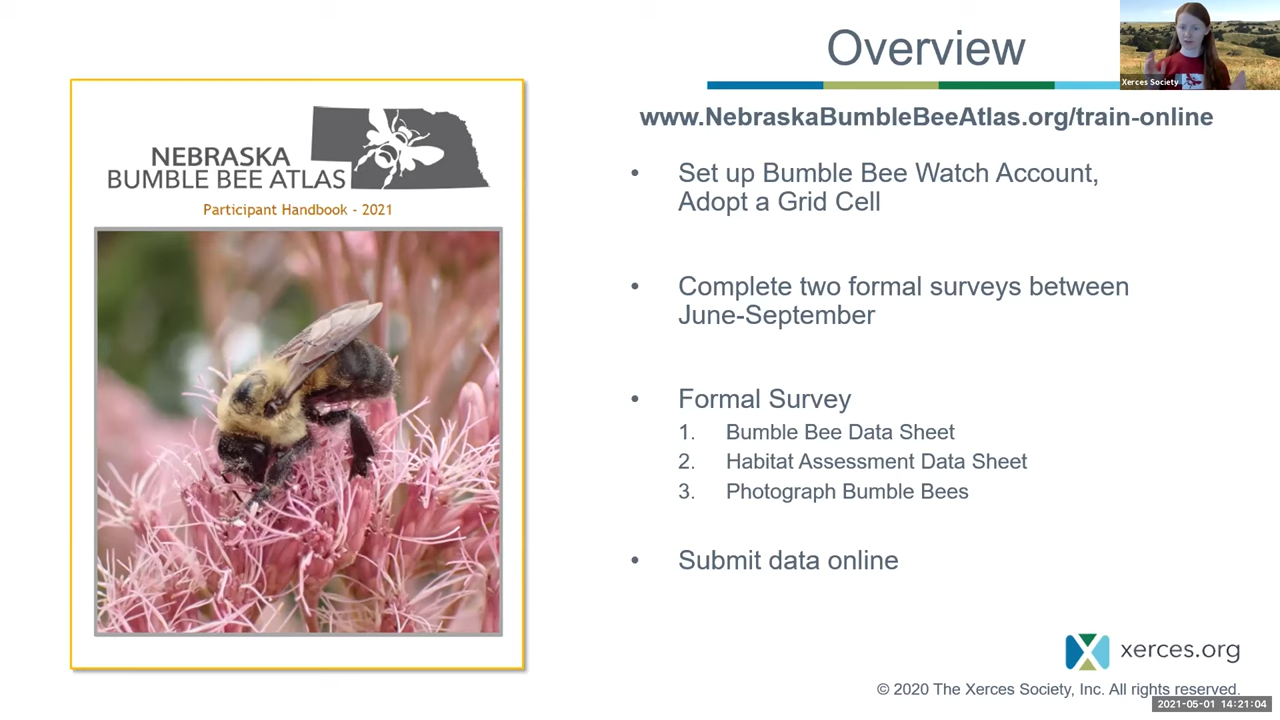 Overview
Xerces Society
www.NebraskaBumbleBeeAtlas.org/train-online
NEBRASKA
BUMBLE BEE ATLAS
Participant Handbook - 2021
• Set up Bumble Bee Watch Account,
Adopt a Grid Cell
• Complete two formal surveys between
June-September
• Formal Survey
1. Bumble Bee Data Sheet
2. Habitat Assessment Data Sheet
3. Photograph Bumble Bees
• Submit data online
xerces.org
© 2020 The Xerces Society, Inc. All rights reserved.
2021-05-01 14:21:04